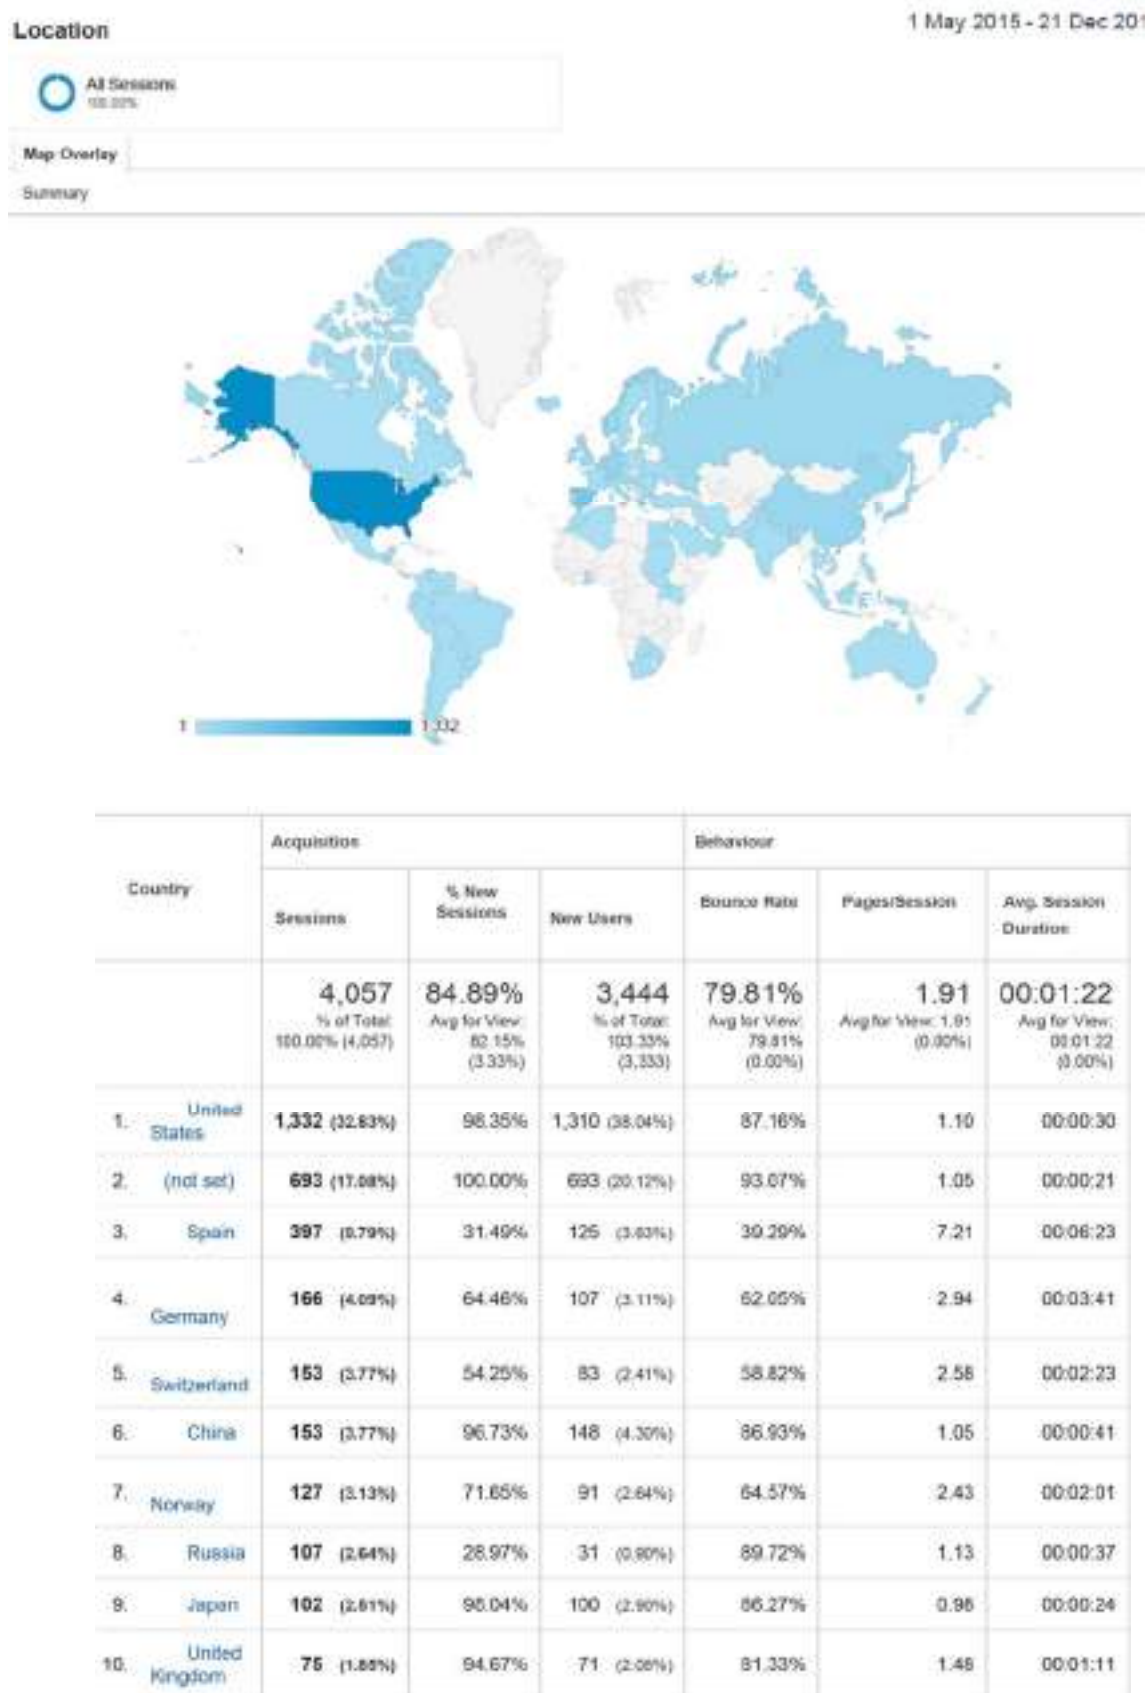 Location
1 May 2015 - 21 Dec 201
All Sessions
100.00%
Map Overlay
Summary
1
1,332
Country
Acquisition
Behaviour
Sessions
% New
Sessions
New Users
Bounce Rate
Pages/Session
Avg. Session
Duration
4,057
% of Total:
100.00% (4,057)
84.89%
Avg for View:
82.15%
(3.33%)
3,444
% of Total:
103.33%
(3,333)
79.81%
Avg for View:
79.81%
(0.00%)
1.91
Avg for View: 1.91
(0.00%)
00:01:22
Avg for View:
00:01:22
(0.00%)
1. United States 1,332 (32.83%) 98.35% 1,310 (38.04%) 87.16% 1.10 00:00:30
2. (not set) 693 (17.08%) 100.00% 693 (20.12%) 93.07% 1.05 00:00:21
3. Spain 397 (9.79%) 31.49% 125 (3.63%) 39.29% 7.21 00:06:23
4. Germany 166 (4.09%) 64.46% 107 (3.11%) 62.05% 2.94 00:03:41
5. Switzerland 153 (3.77%) 54.25% 83 (2.41%) 58.82% 2.58 00:02:23
6. China 153 (3.77%) 96.73% 148 (4.30%) 86.93% 1.05 00:00:41
7. Norway 127 (3.13%) 71.65% 91 (2.64%) 64.57% 2.43 00:02:01
8. Russia 107 (2.64%) 28.97% 31 (0.90%) 89.72% 1.13 00:00:37
9. Japan 102 (2.51%) 98.04% 100 (2.90%) 86.27% 0.98 00:00:24
10. United Kingdom 75 (1.85%) 94.67% 71 (2.06%) 81.33% 1.48 00:01:11